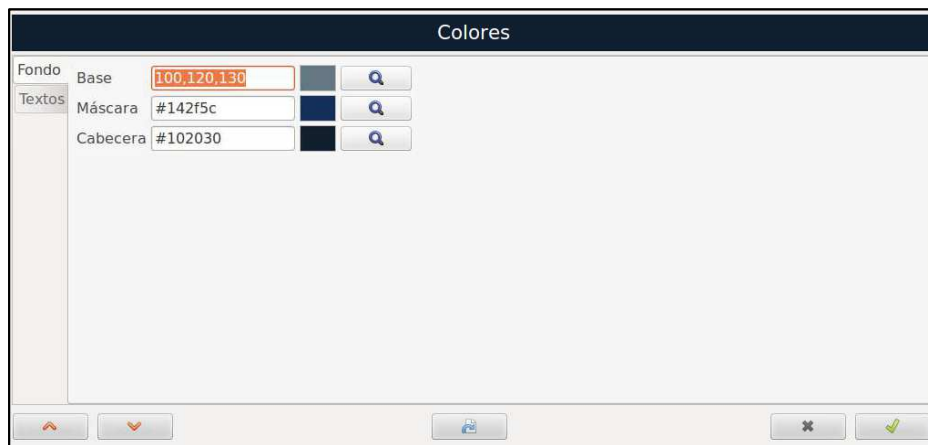 Colores
Fondo
Textos
Base 100,120,130
Máscara #142f5c
Cabecera #102030